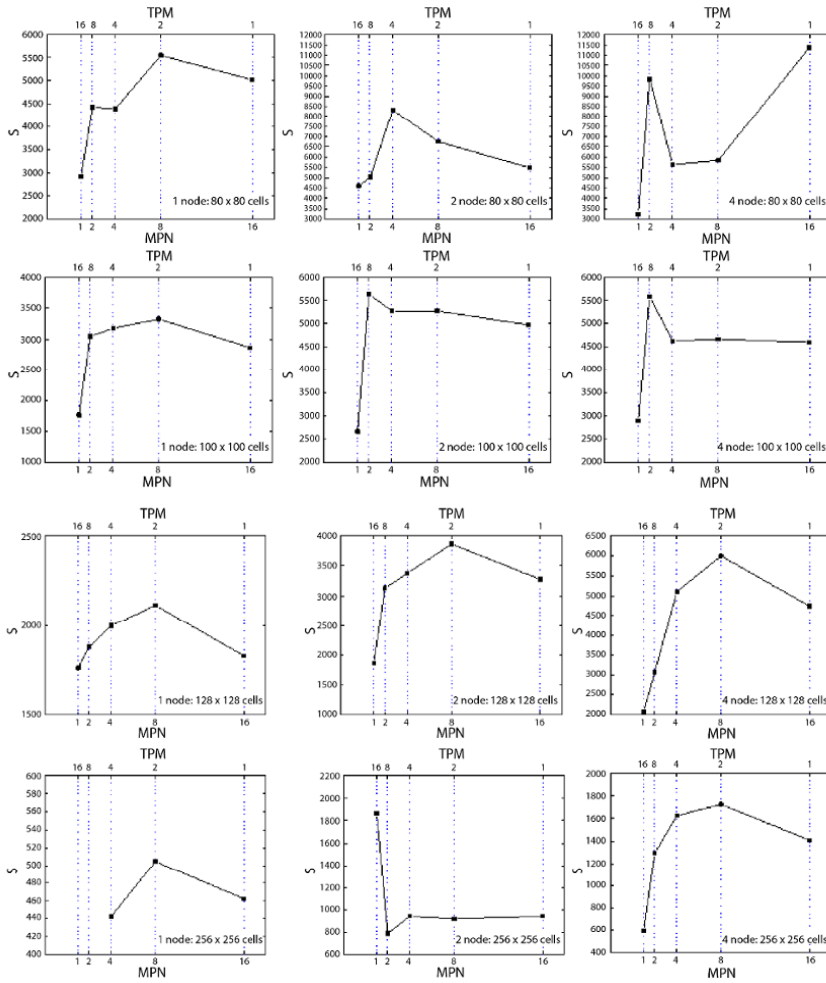 TPM
16 8 4 2 1
6000
5500
5000
4500
4000
3500
3000
2500
2000
S
1 node: 80 x 80 cells
1 2 4 8 16
MPN
TPM
16 8 4 2 1
12000
11500
11000
10500
10000
9500
9000
8500
8000
7500
7000
6500
6000
5500
5000
4500
4000
3500
3000
S
2 node: 80 x 80 cells
1 2 4 8 16
MPN
TPM
16 8 4 2 1
12000
11500
11000
10500
10000
9500
9000
8500
8000
7500
7000
6500
6000
5500
5000
4500
4000
3500
3000
S
4 node: 80 x 80 cells
1 2 4 8 16
MPN
TPM
16 8 4 2 1
4000
3500
3000
2500
2000
1500
1000
S
1 node: 100 x 100 cells
1 2 4 8 16
MPN
TPM
16 8 4 2 1
6000
5500
5000
4500
4000
3500
3000
2500
2000
S
2 node: 100 x 100 cells
1 2 4 8 16
MPN
TPM
16 8 4 2 1
6000
5500
5000
4500
4000
3500
3000
2500
2000
S
4 node: 100 x 100 cells
1 2 4 8 16
MPN
TPM
16 8 4 2 1
2500
2000
1500
S
1 node: 128 x 128 cells
1 2 4 8 16
MPN
TPM
16 8 4 2 1
4000
3500
3000
2500
2000
1500
1000
S
2 node: 128 x 128 cells
1 2 4 8 16
MPN
TPM
16 8 4 2 1
6500
6000
5500
5000
4500
4000
3500
3000
2500
2000
S
4 node: 128 x 128 cells
1 2 4 8 16
MPN
TPM
16 8 4 2 1
600
580
560
540
520
500
480
460
440
420
400
S
1 node: 256 x 256 cells
1 2 4 8 16
MPN
TPM
16 8 4 2 1
2200
2000
1800
1600
1400
1200
1000
800
600
S
2 node: 256 x 256 cells
1 2 4 8 16
MPN
TPM
16 8 4 2 1
1800
1600
1400
1200
1000
800
600
400
S
4 node: 256 x 256 cells
1 2 4 8 16
MPN